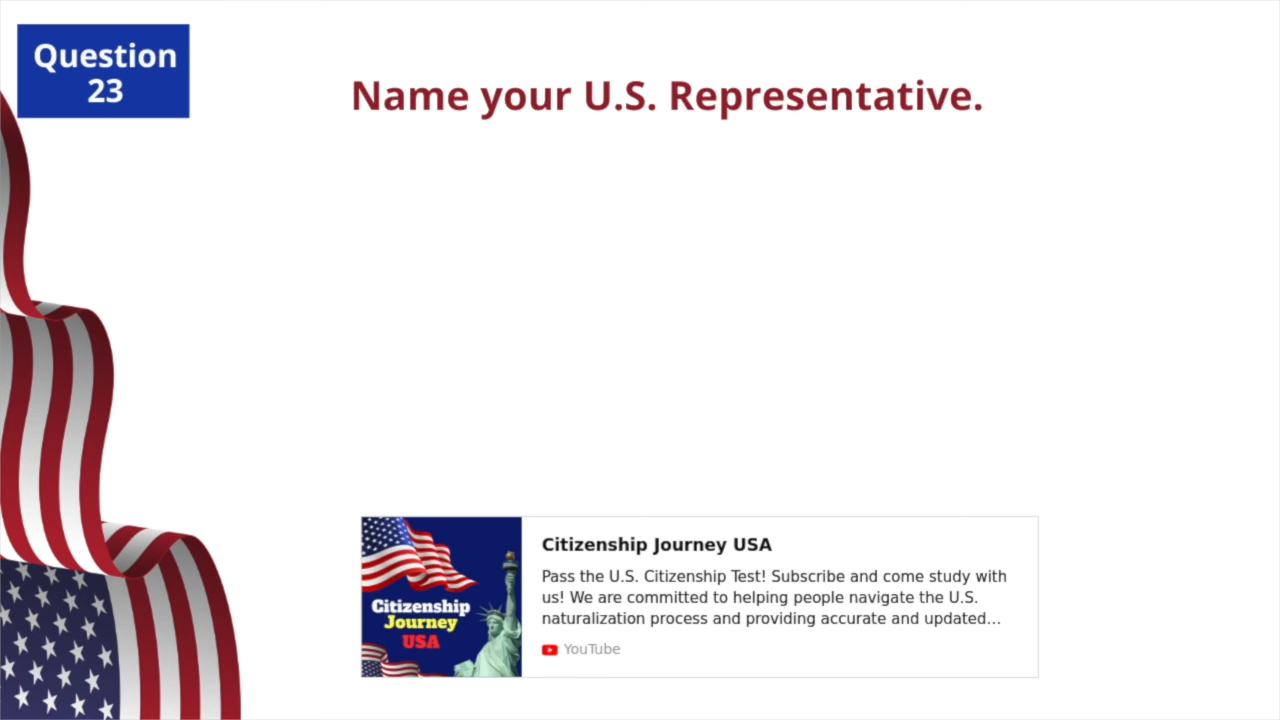 Question
23
Name your U.S. Representative.
Citizenship Journey USA
Pass the U.S. Citizenship Test! Subscribe and come study with
us! We are committed to helping people navigate the U.S.
naturalization process and providing accurate and updated...
YouTube
Citizenship
Journey
USA